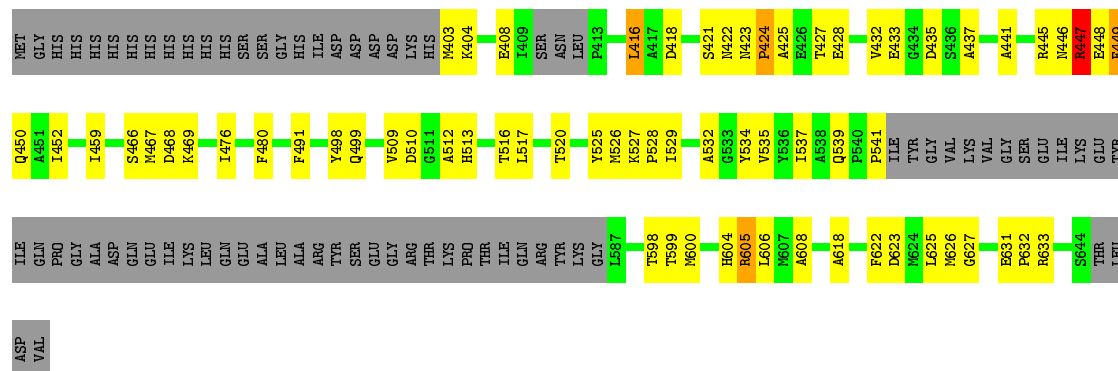 MET GLY HIS HIS HIS HIS HIS HIS HIS HIS HIS HIS SER SER GLY HIS ILE ASP ASP ASP ASP LYS HIS M403 K404 E408 I409 SER ASN LEU P413 L416 A417 D418 S421 N422 N423 P424 A425 E426 T427 E428 V432 E433 G434 D435 S436 A437 A441 R445 N446 R447 E448 E449
Q450 A451 I452 I459 S466 M467 D468 K469 I476 F480 F491 Y498 Q499 V509 D510 G511 A512 H513 T516 L517 T520 Y525 M526 K527 P528 I529 A532 G533 Y534 V535 Y536 I537 A538 Q539 P540 P541 ILE TYR GLY VAL LYS VAL GLY SER GLU ILE LYS GLU TYR
ILE GLN PRO GLY ALA ASP GLN GLU ILE LYS LEU GLN GLU ALA LEU ALA ARG TYR SER GLU GLY ARG THR LYS PRO THR ILE GLN ARG TYR LYS GLY L587 T598 T599 M600 H604 R605 L606 M607 A608 A618 F622 D623 M624 L625 M626 G627 E631 P632 R633 S644 THR LEU
ASP VAL